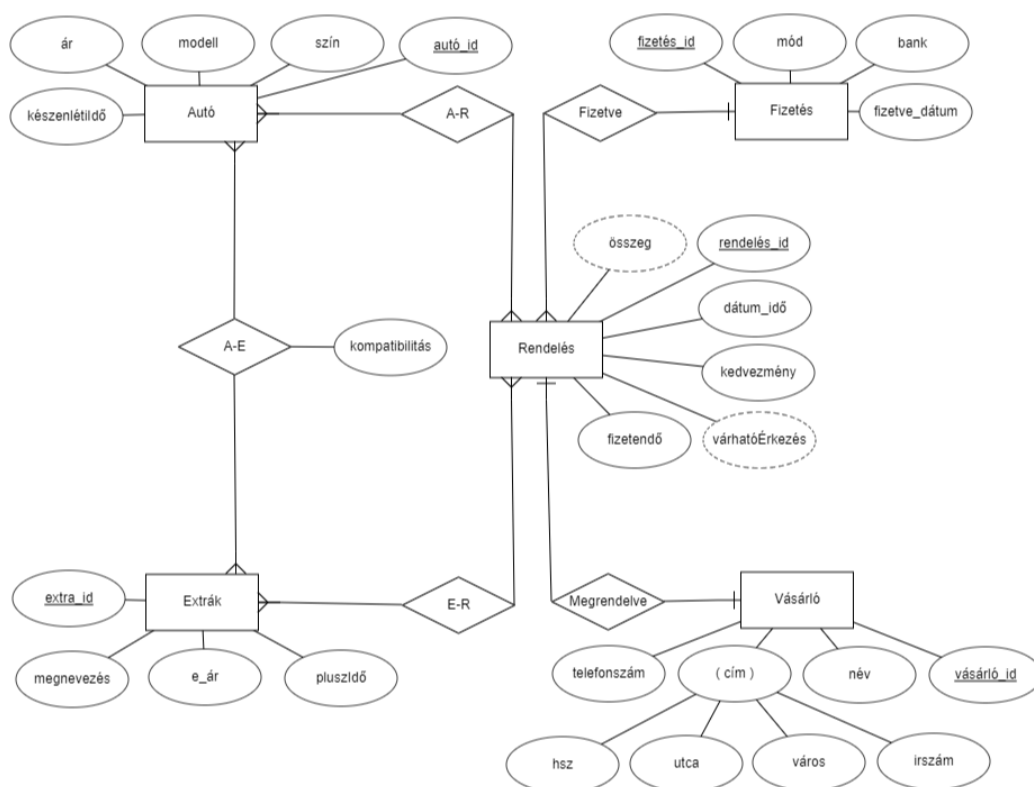 ár
modell
szín
autó_id
készenlétiIdő
Autó
A-R
fizetés_id
mód
bank
Fizetve
Fizetés
fizetve_dátum
összeg
rendelés_id
dátum_idő
A-E
kompatibilitás
Rendelés
kedvezmény
fizetendő
várhatóÉrkezés
extra_id
Extrák
E-R
Megrendelve
Vásárló
megnevezés
e_ár
pluszIdő
telefonszám
( cím )
név
vásárló_id
hsz
utca
város
irszám